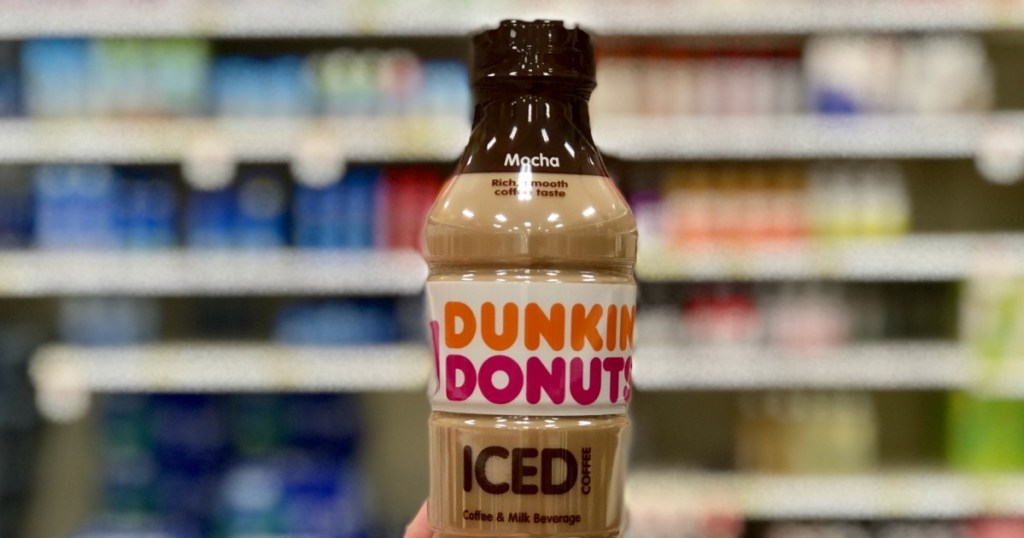 Mocha
Rich, smooth
coffee taste
DUNKIN
DONUTS
ICED COFFEE
Coffee & Milk Beverage